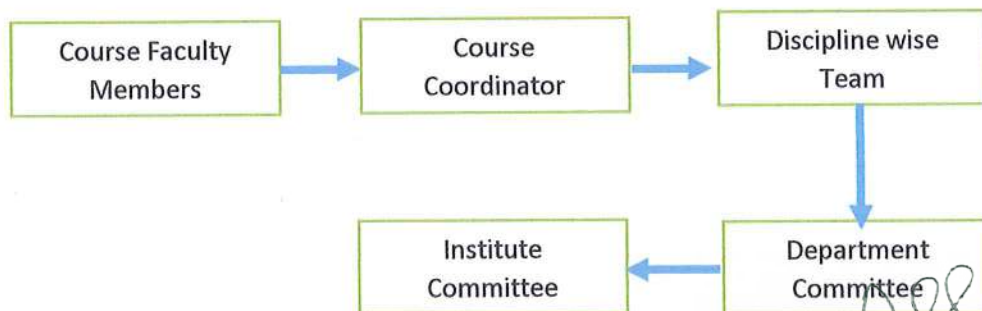 Course Faculty
Members
Course
Coordinator
Discipline wise
Team
Department
Committee
Institute
Committee